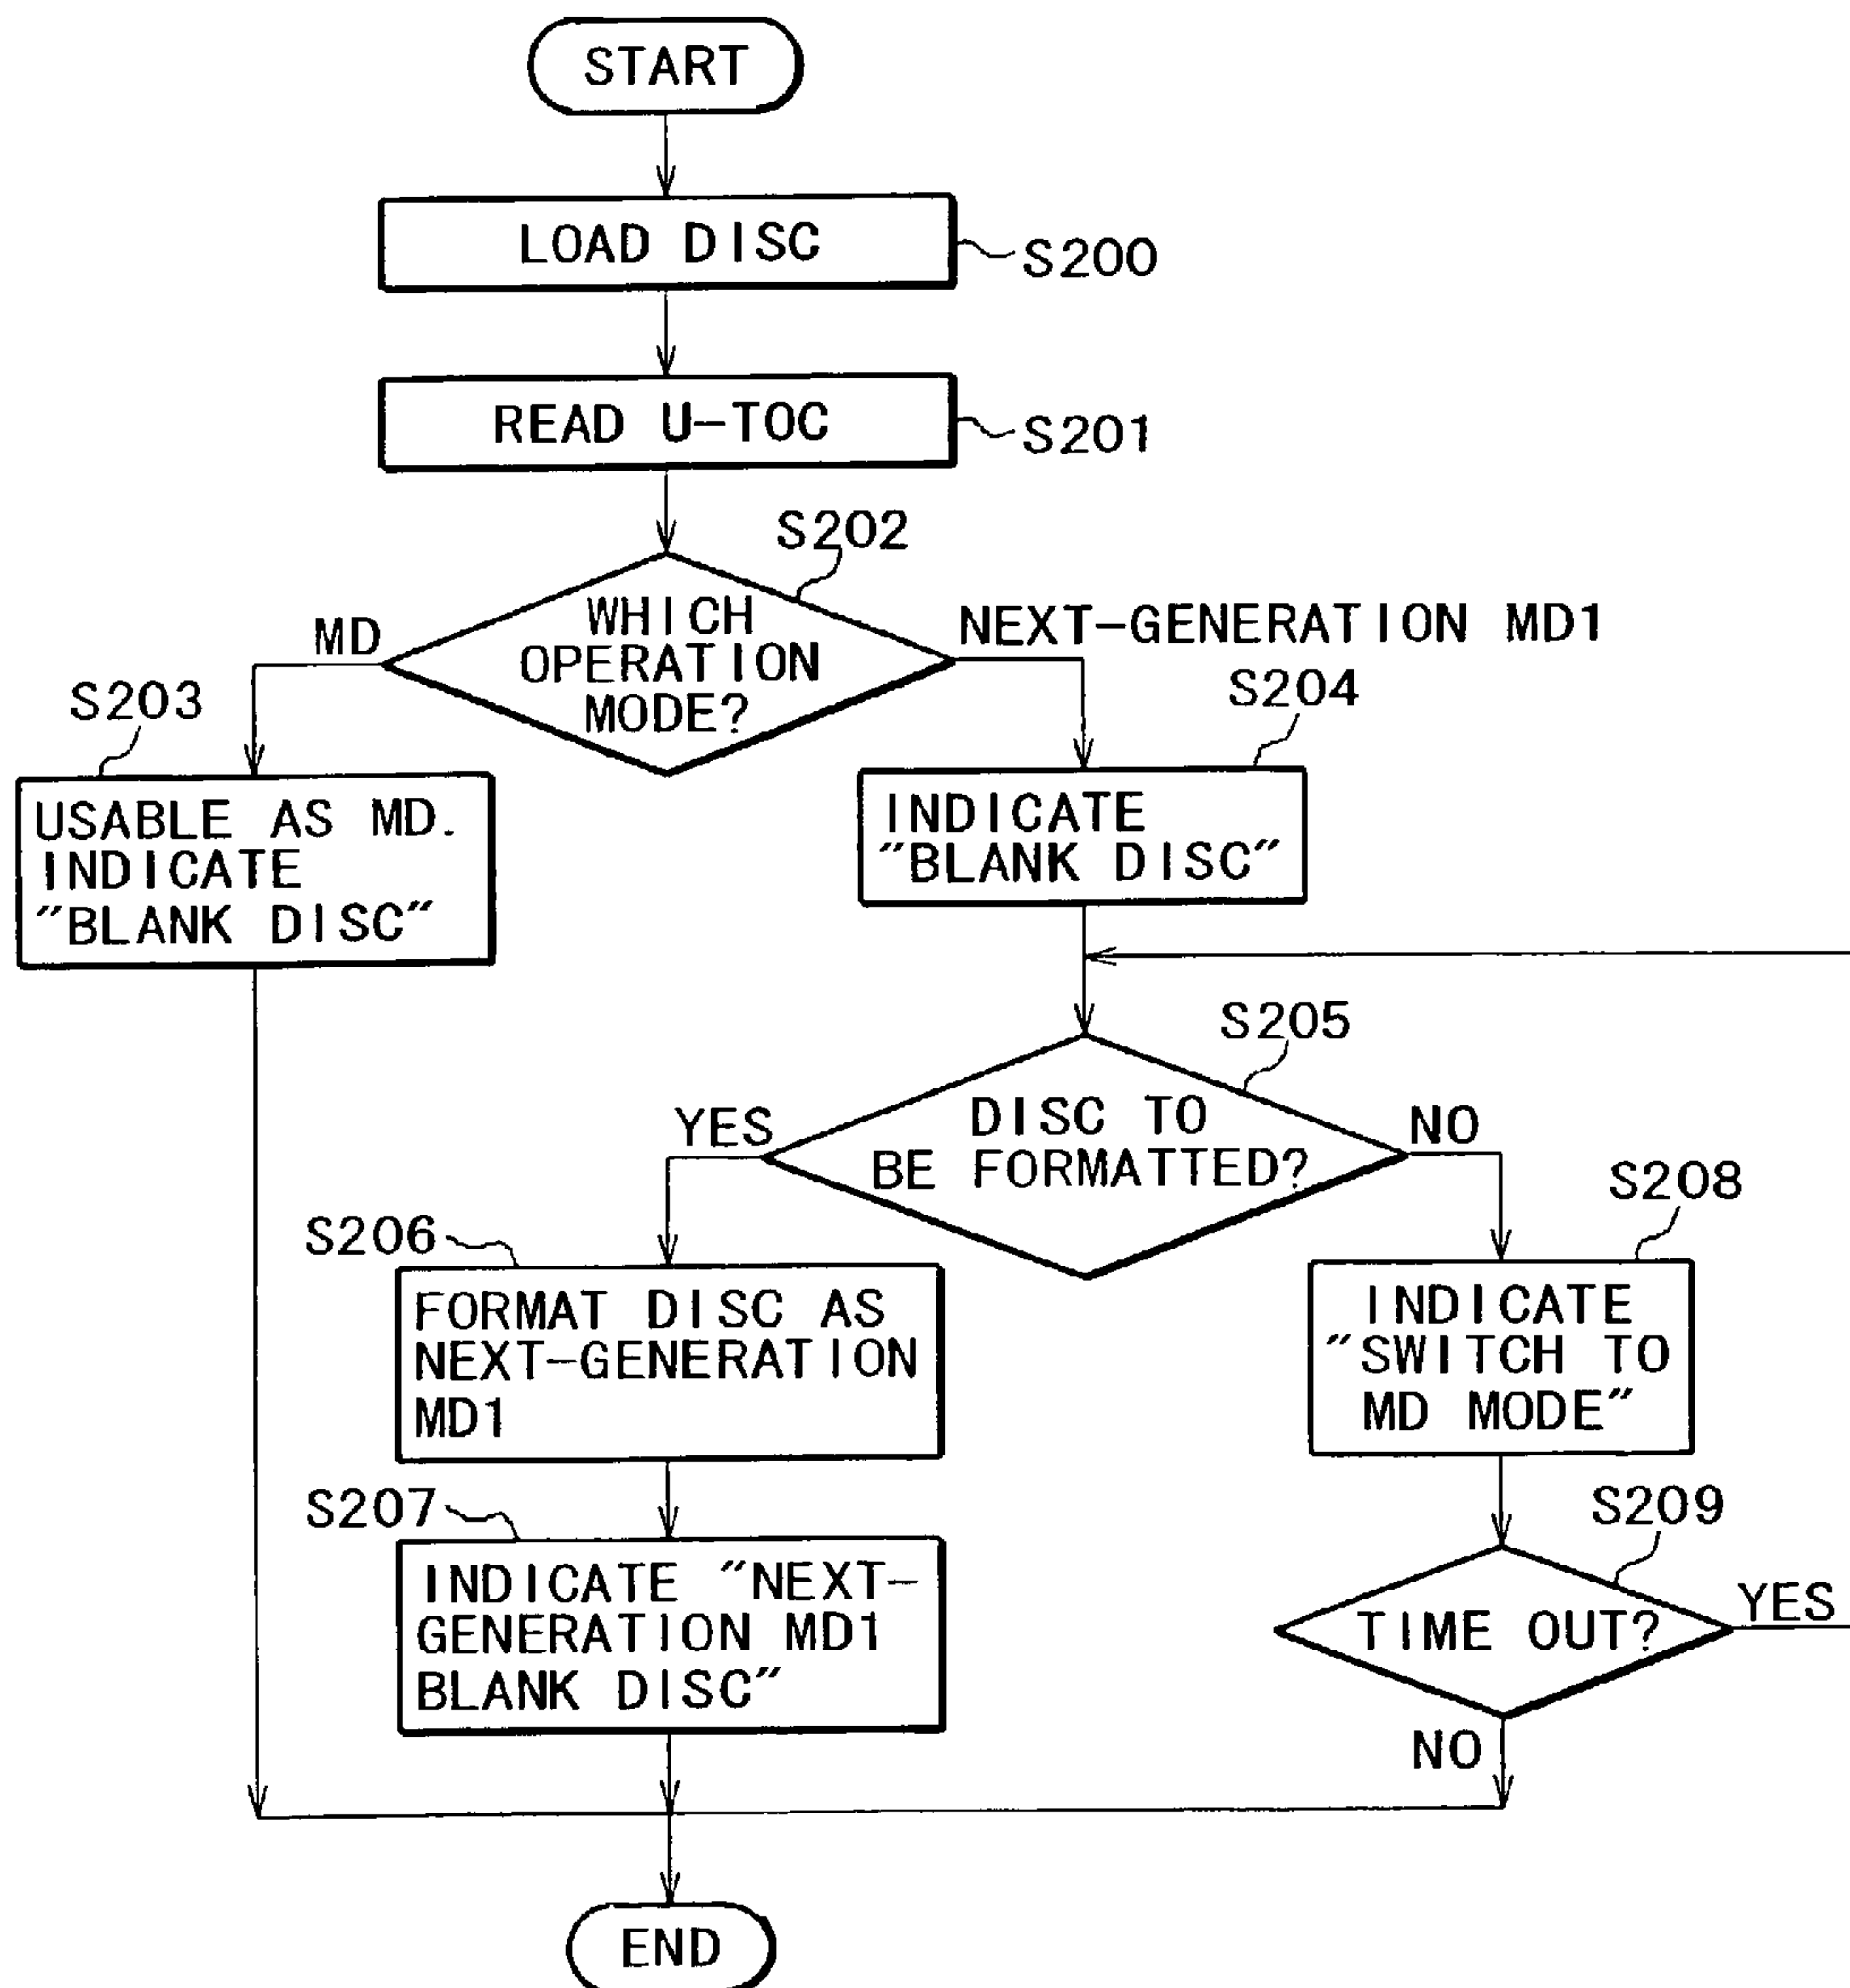 START
LOAD DISC
S200
READ U-TOC
S201
S202
WHICH
OPERATION
MODE?
MD
NEXT-GENERATION MD1
S203
USABLE AS MD.
INDICATE
"BLANK DISC"
S204
INDICATE
"BLANK DISC"
S205
DISC TO
BE FORMATTED?
YES
NO
S206
FORMAT DISC AS
NEXT-GENERATION
MD1
S208
INDICATE
"SWITCH TO
MD MODE"
S207
INDICATE "NEXT-
GENERATION MD1
BLANK DISC"
S209
TIME OUT?
YES
NO
END